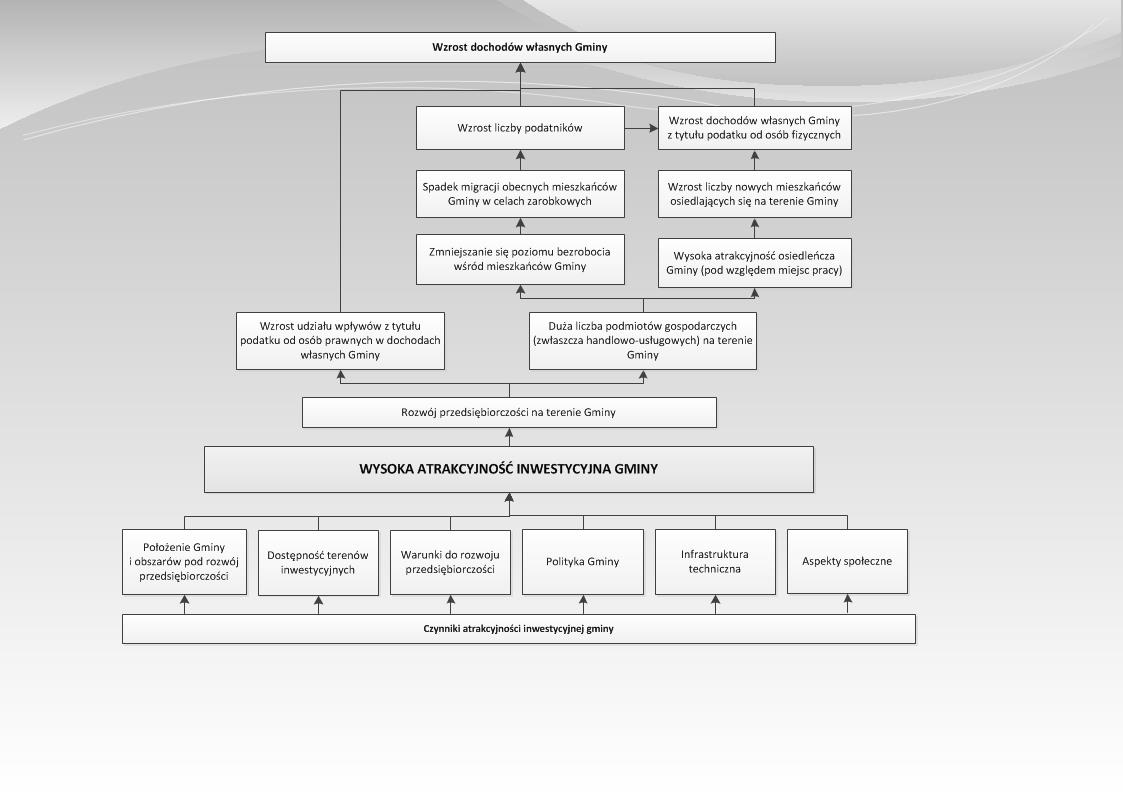 Wzrost dochodów własnych Gminy
Wzrost liczby podatników
Wzrost dochodów własnych Gminy
z tytułu podatku od osób fizycznych
Spadek migracji obecnych mieszkańców
Gminy w celach zarobkowych
Wzrost liczby nowych mieszkańców
osiedlających się na terenie Gminy
Zmniejszanie się poziomu bezrobocia
wśród mieszkańców Gminy
Wysoka atrakcyjność osiedleńcza
Gminy (pod względem miejsc pracy)
Wzrost udziału wpływów z tytułu
podatku od osób prawnych w dochodach
własnych Gminy
Duża liczba podmiotów gospodarczych
(zwłaszcza handlowo-usługowych) na terenie
Gminy
Rozwój przedsiębiorczości na terenie Gminy
WYSOKA ATRAKCYJNOŚĆ INWESTYCYJNA GMINY
Położenie Gminy
i obszarów pod rozwój
przedsiębiorczości
Dostępność terenów
inwestycyjnych
Warunki do rozwoju
przedsiębiorczości
Polityka Gminy
Infrastruktura
techniczna
Aspekty społeczne
Czynniki atrakcyjności inwestycyjnej gminy